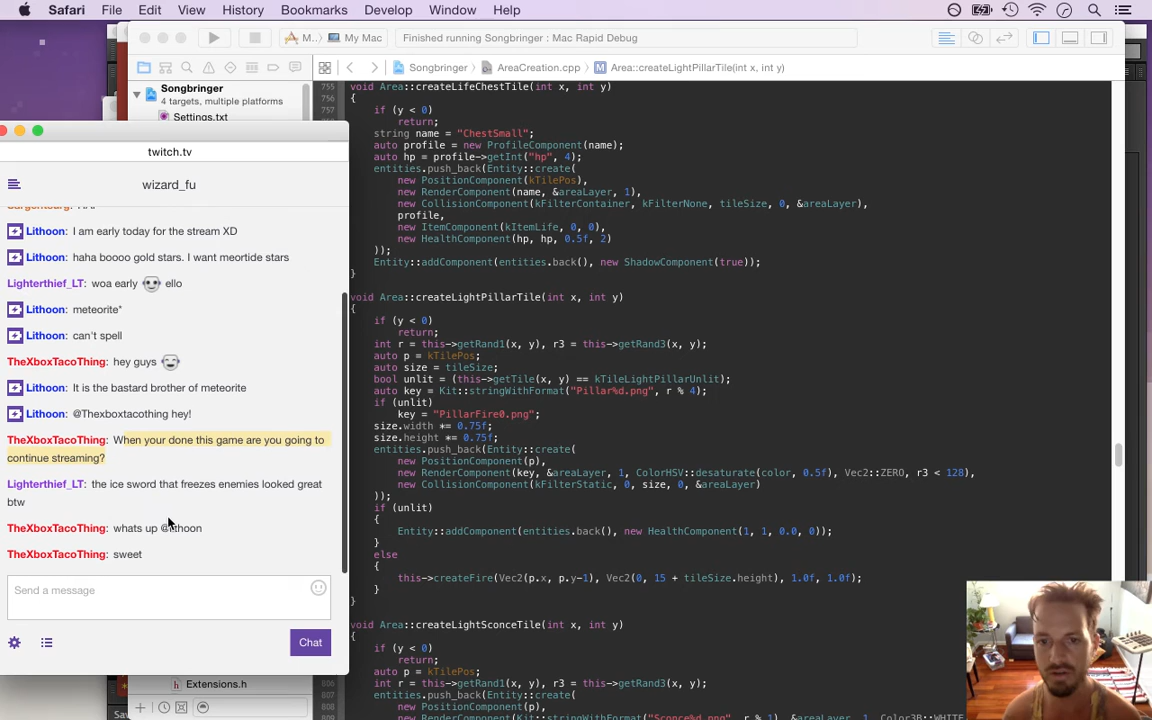 Safari File Edit View History Bookmarks Develop Window Help
M.. My Mac
Finished running Songbringer : Mac Rapid Debug
Songbringer AreaCreation.cpp M Area::createLightPillarTile(int x, int y)
Songbringer
4 targets, multiple platforms
Settings.txt
twitch.tv
wizard_fu
Lithoon: I am early today for the stream XD
Lithoon: haha boooo gold stars. I want meortide stars
Lighterthief_LT: woa early ello
Lithoon: meteorite*
Lithoon: can't spell
TheXboxTacoThing: hey guys
Lithoon: It is the bastard brother of meteorite
Lithoon: @Thexboxtacothing hey!
TheXboxTacoThing: When your done this game are you going to
continue streaming?
Lighterthief_LT: the ice sword that freezes enemies looked great
btw
TheXboxTacoThing: whats up @lithoon
TheXboxTacoThing: sweet
Send a message
Chat
Extensions.h
755 void Area::createLifeChestTile(int x, int y)
756 {
757 if (y < 0)
758 return;
string name = "ChestSmall";
auto profile = new ProfileComponent(name);
auto hp = profile->getInt("hp", 4);
entities.push_back(Entity::create(
new PositionComponent(kTilePos),
new RenderComponent(name, &areaLayer, 1),
new CollisionComponent(kFilterContainer, kFilterNone, tileSize, 0, &areaLayer),
profile,
new ItemComponent(kItemLife, 0, 0),
new HealthComponent(hp, hp, 0.5f, 2)
));
Entity::addComponent(entities.back(), new ShadowComponent(true));
}
void Area::createLightPillarTile(int x, int y)
{
if (y < 0)
return;
int r = this->getRand1(x, y), r3 = this->getRand3(x, y);
auto p = kTilePos;
auto size = tileSize;
bool unlit = (this->getTile(x, y) == kTileLightPillarUnlit);
auto key = Kit::stringWithFormat("Pillar%d.png", r % 4);
if (unlit)
key = "PillarFire0.png";
size.width *= 0.75f;
size.height *= 0.75f;
entities.push_back(Entity::create(
new PositionComponent(p),
new RenderComponent(key, &areaLayer, 1, ColorHSV::desaturate(color, 0.5f), Vec2::ZERO, r3 < 128),
new CollisionComponent(kFilterStatic, 0, size, 0, &areaLayer)
));
if (unlit)
{
Entity::addComponent(entities.back(), new HealthComponent(1, 1, 0.0, 0));
}
else
{
this->createFire(Vec2(p.x, p.y-1), Vec2(0, 15 + tileSize.height), 1.0f, 1.0f);
}
}
void Area::createLightSconceTile(int x, int y)
{
if (y < 0)
return;
auto p = kTilePos;
806 int r = this->getRand1(x, y), r3 = this->getRand3(x, y);
807 entities.push_back(Entity::create(
808 new PositionComponent(p),